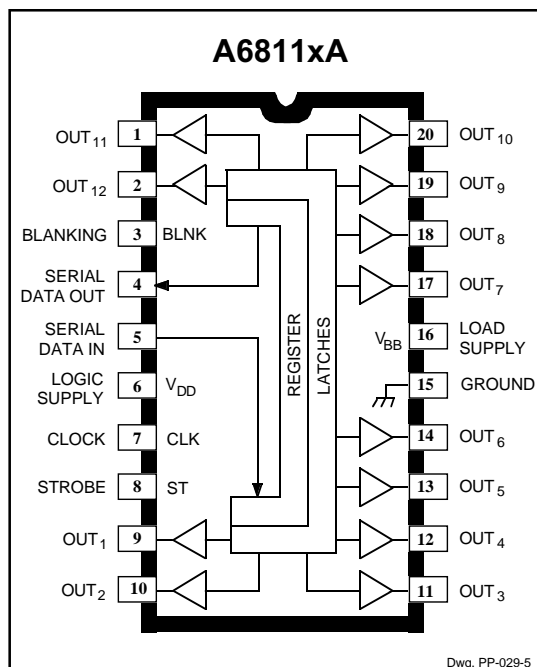 A6811xA
OUT11 1
OUT12 2
BLANKING 3 BLNK
SERIAL
DATA OUT 4
SERIAL
DATA IN 5
LOGIC
SUPPLY 6 VDD
CLOCK 7 CLK
STROBE 8 ST
OUT1 9
OUT2 10
REGISTER
LATCHES
20 OUT10
19 OUT9
18 OUT8
17 OUT7
VBB 16 LOAD
SUPPLY
15 GROUND
14 OUT6
13 OUT5
12 OUT4
11 OUT3
Dwg. PP-029-5